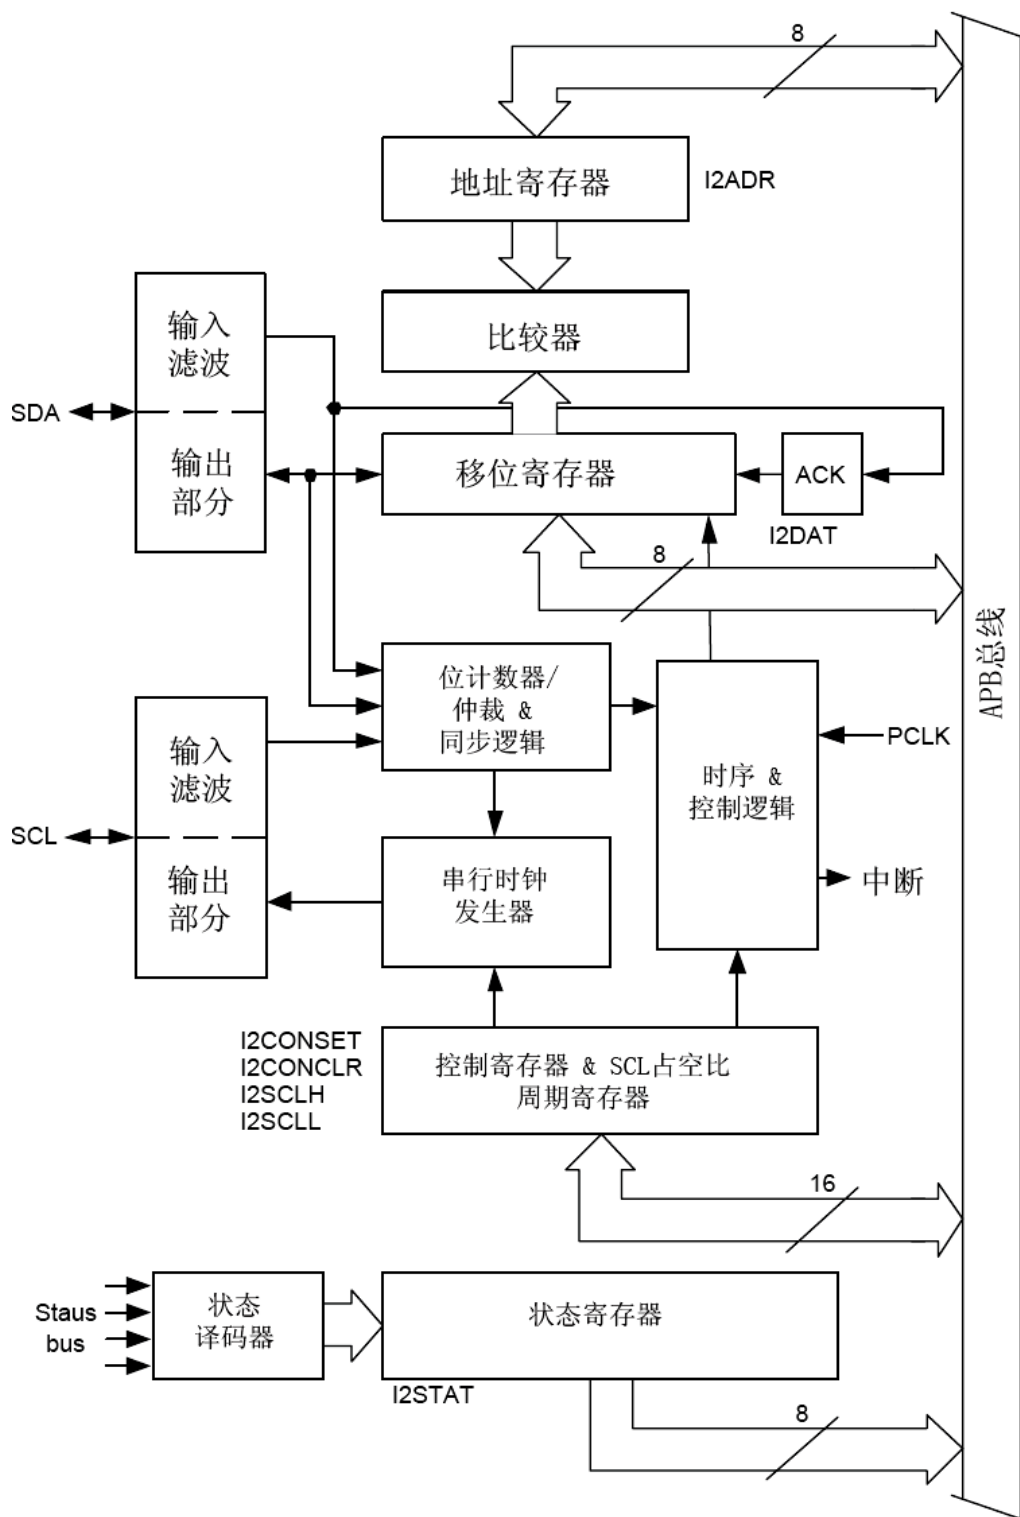 8
地址寄存器
I2ADR
比较器
输入
滤波
SDA
输出
部分
移位寄存器
ACK
I2DAT
8
APB总线
位计数器/
仲裁 &
同步逻辑
输入
滤波
PCLK
时序 &
控制逻辑
SCL
输出
部分
串行时钟
发生器
中断
I2CONSET
I2CONCLR
I2SCLH
I2SCLL
控制寄存器 & SCL占空比
周期寄存器
16
Staus
bus
状态
译码器
状态寄存器
I2STAT
8